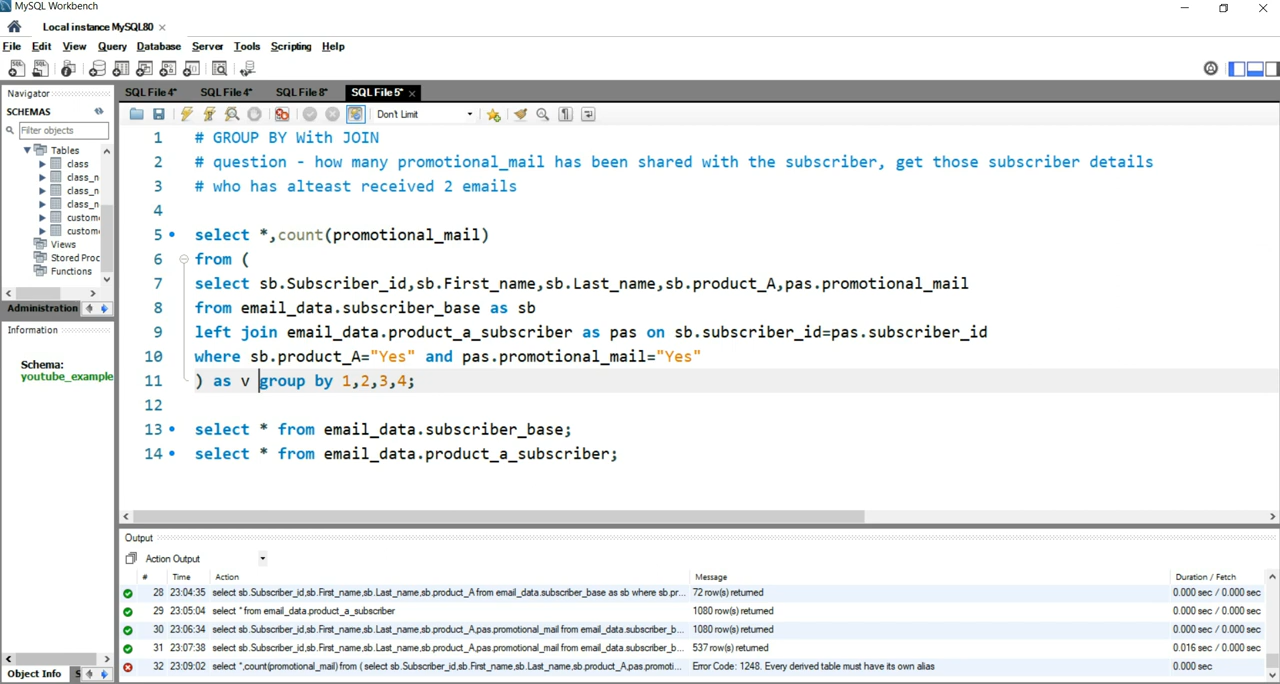 MySQL Workbench
Local instance MySQL80
File Edit View Query Database Server Tools Scripting Help
Navigator
SQL File 4* SQL File 4* SQL File 8* SQL File 5*
SCHEMAS
Filter objects
Don't Limit
Tables
class
class_n
class_n
class_n
custom
custom
Views
Stored Proc
Functions
Administration
Information
Schema:
youtube_example
Object Info S
1 # GROUP BY With JOIN
2 # question - how many promotional_mail has been shared with the subscriber, get those subscriber details
3 # who has alteast received 2 emails
4
5 select *,count(promotional_mail)
6 from (
7 select sb.Subscriber_id,sb.First_name,sb.Last_name,sb.product_A,pas.promotional_mail
8 from email_data.subscriber_base as sb
9 left join email_data.product_a_subscriber as pas on sb.subscriber_id=pas.subscriber_id
10 where sb.product_A="Yes" and pas.promotional_mail="Yes"
11 ) as v group by 1,2,3,4;
12
13 select * from email_data.subscriber_base;
14 select * from email_data.product_a_subscriber;
Output
Action Output
# Time Action Message Duration / Fetch
28 23:04:35 select sb.Subscriber_id,sb.First_name,sb.Last_name,sb.product_A from email_data.subscriber_base as sb where sb.pr... 72 row(s) returned 0.000 sec / 0.000 sec
29 23:05:04 select * from email_data.product_a_subscriber 1080 row(s) returned 0.000 sec / 0.000 sec
30 23:06:34 select sb.Subscriber_id,sb.First_name,sb.Last_name,sb.product_A,pas.promotional_mail from email_data.subscriber_b... 1080 row(s) returned 0.000 sec / 0.000 sec
31 23:07:38 select sb.Subscriber_id,sb.First_name,sb.Last_name,sb.product_A,pas.promotional_mail from email_data.subscriber_b... 537 row(s) returned 0.016 sec / 0.000 sec
32 23:09:02 select *,count(promotional_mail) from ( select sb.Subscriber_id,sb.First_name,sb.Last_name,sb.product_A,pas.promoti... Error Code: 1248. Every derived table must have its own alias 0.000 sec